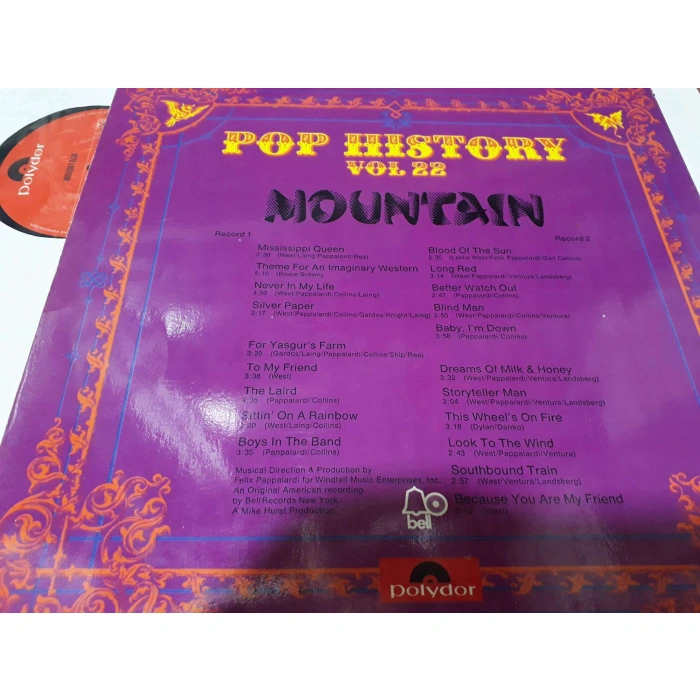 POP HISTORY
VOL 22
MOUNTAIN
Record 1
Mississippi Queen
2:30 (West/Laing/Pappalardi/Rea)
Theme For An Imaginary Western
5:10 (Bruce/Brown)
Never In My Life
4:50 (West/Pappalardi/Collins/Laing)
Silver Paper
3:17 (West/Pappalardi/Collins/Gardos/Knight/Laing)
For Yasgur's Farm
3:20 (Gardos/Laing/Pappalardi/Collins/Ship/Rea)
To My Friend
3:38 (West)
The Laird
4:35 (Pappalardi/Collins)
Sittin' On A Rainbow
3:20 (West/Laing/Collins)
Boys In The Band
3:35 (Pappalardi/Collins)
Musical Direction & Production by
Felix Pappalardi for Windfall Music Enterprises, Inc.
An Original American recording
by Bell Records New York
A Mike Hurst Production
Record 2
Blood Of The Sun
(Leslie West/Felix Pappalardi/Gail Collins)
Long Red
3:14 (West/Pappalardi/Ventura/Landsberg)
Better Watch Out
2:47 (Pappalardi/Collins)
Blind Man
3:50 (West/Pappalardi/Collins/Ventura)
Baby, I'm Down
3:58 (Pappalardi/Collins)
Dreams Of Milk & Honey
3:32 (West/Pappalardi/Ventura/Landsberg)
Storyteller Man
3:04 (West/Pappalardi/Ventura/Landsberg)
This Wheel's On Fire
3:18 (Dylan/Danko)
Look To The Wind
2:43 (West/Pappalardi/Ventura)
Southbound Train
2:57 (West/Ventura/Landsberg)
Because You Are My Friend
3:10 (West)
bell
polydor
polydor
MOUNTAIN